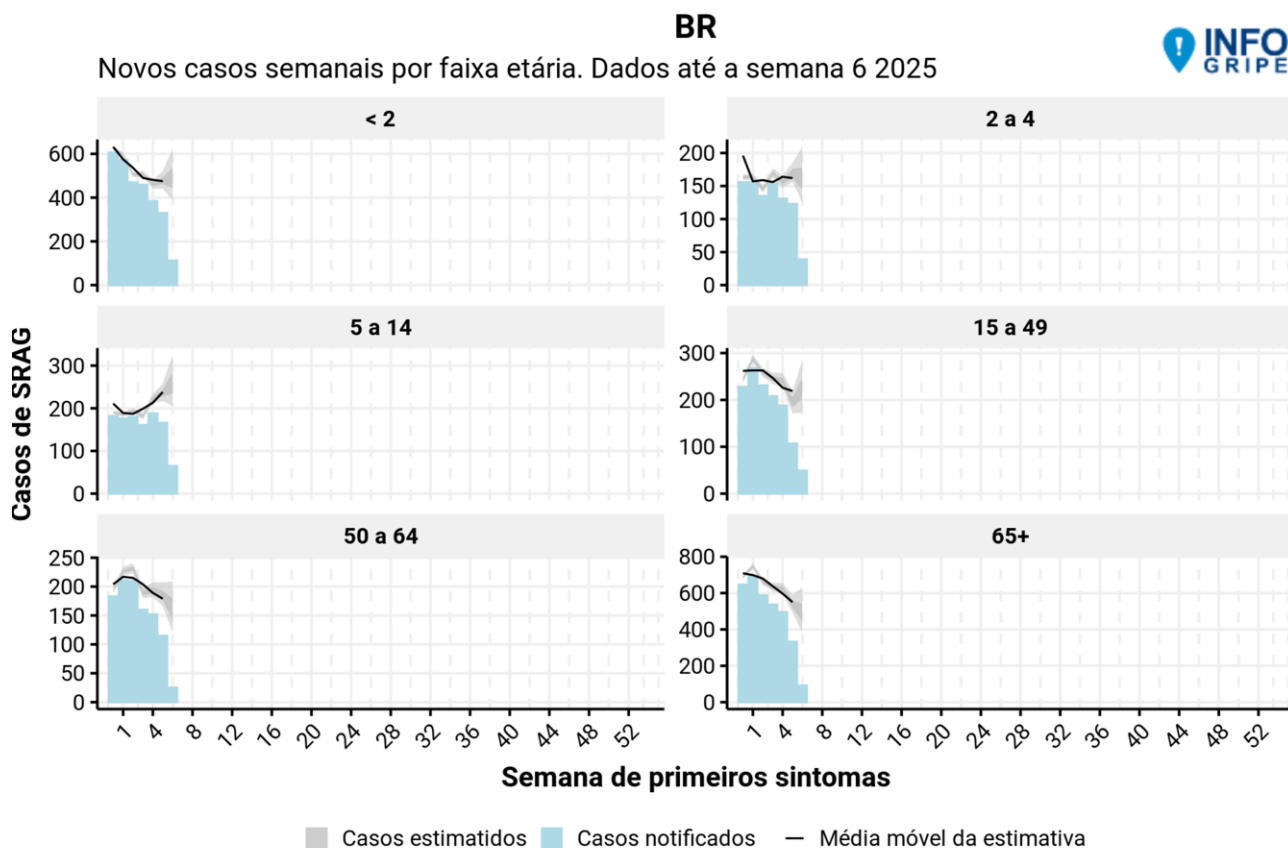 BR
INFO
GRIPE
Novos casos semanais por faixa etária. Dados até a semana 6 2025
< 2
2 a 4
600
400
200
0
200
150
100
50
0
5 a 14
15 a 49
300
200
100
0
300
200
100
0
50 a 64
65+
250
200
150
100
50
0
800
600
400
200
0
Casos de SRAG
1 4 8 12 16 20 24 28 32 36 40 44 48 52
1 4 8 12 16 20 24 28 32 36 40 44 48 52
Semana de primeiros sintomas
Casos estimatidos Casos notificados Média móvel da estimativa